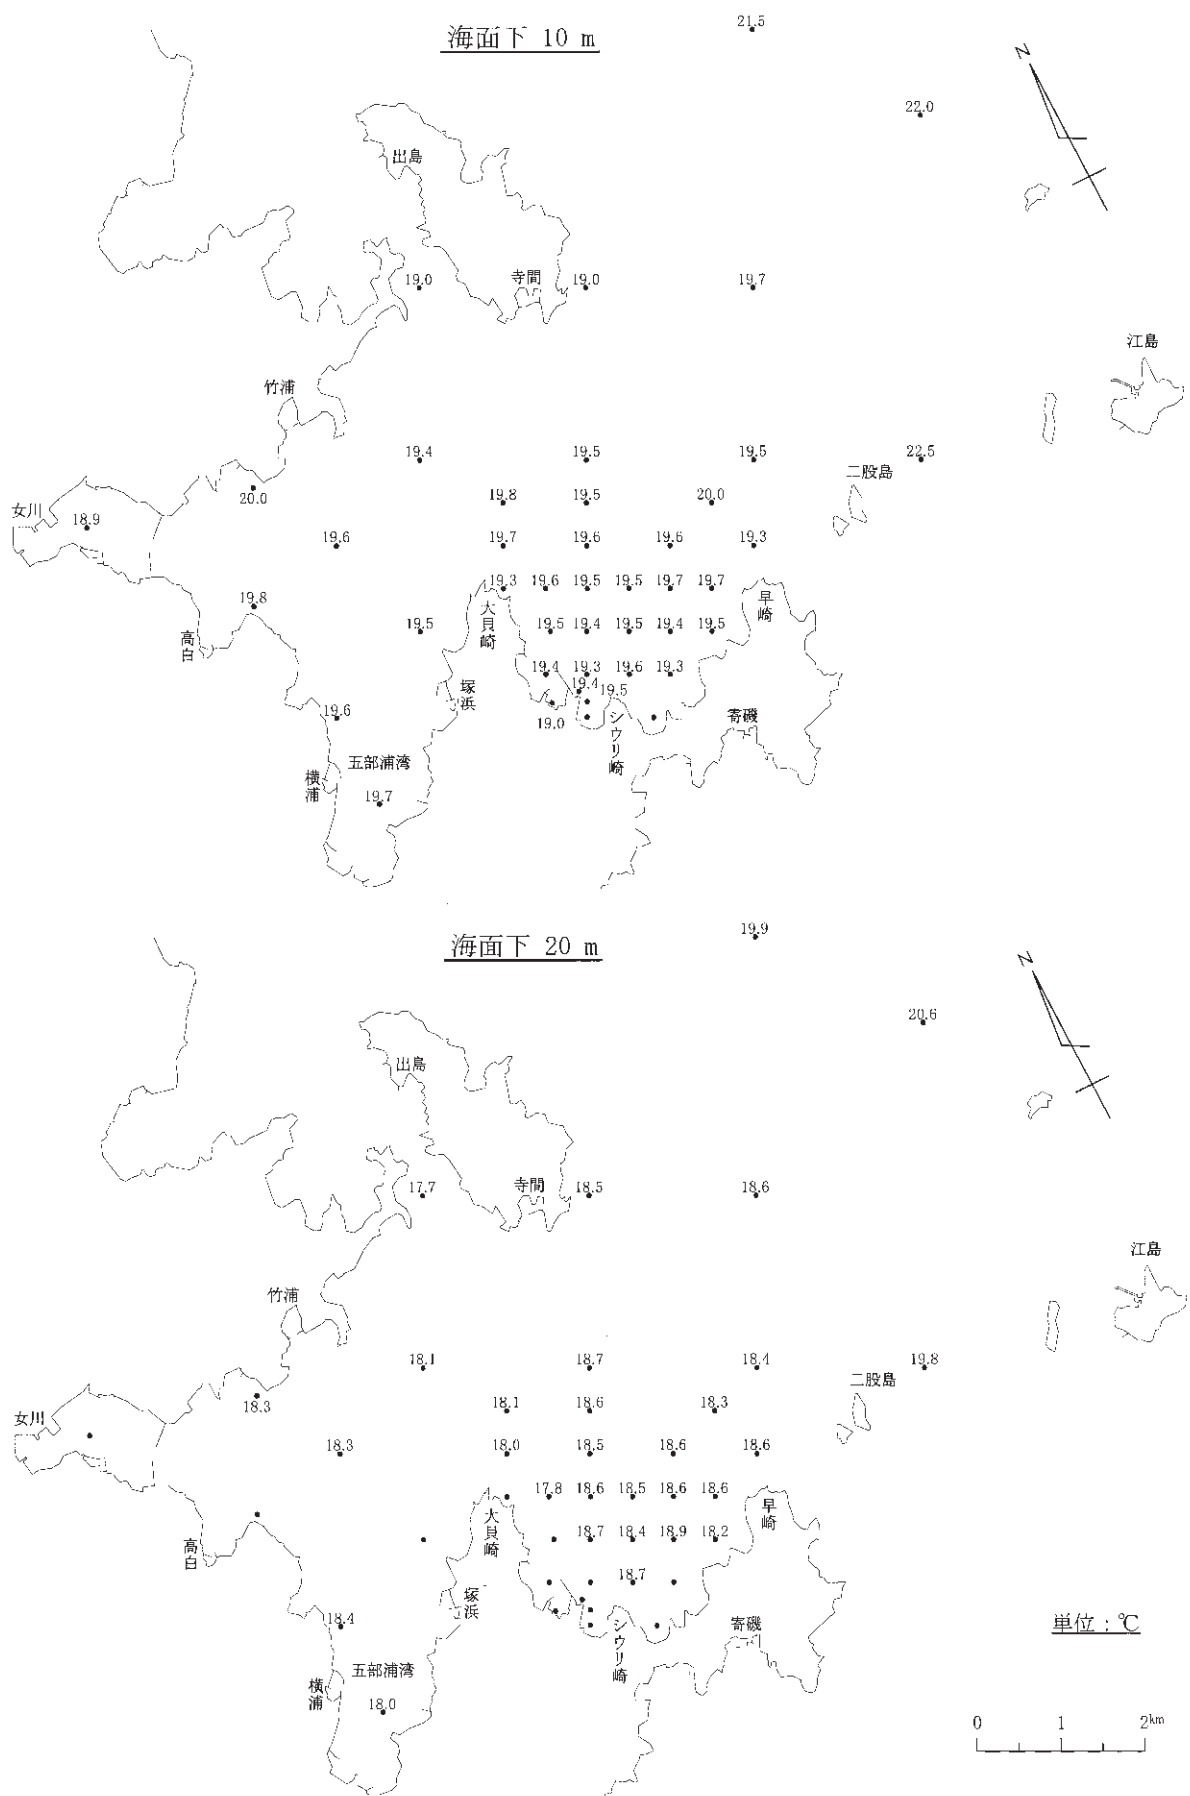 海面下 10 m
21.5
N
22.0
出島
寺間
19.0
19.0
19.7
江島
竹浦
19.4
19.5
19.5
22.5
二股島
女川
18.9
20.0
19.8
19.5
20.0
19.6
19.7
19.6
19.6
19.3
19.3
19.6
19.5
19.5
19.7
19.7
大貝崎
早崎
19.8
高白
19.5
19.5
19.4
19.5
19.4
19.5
19.4
19.3
19.6
19.3
塚浜
19.4
19.5
19.0
シウリ崎
寄磯
19.6
五部浦湾
横浦
19.7
海面下 20 m
19.9
N
20.6
出島
寺間
17.7
18.5
18.6
江島
竹浦
18.1
18.7
18.4
19.8
二股島
女川
18.3
18.1
18.6
18.3
18.3
18.0
18.5
18.6
18.6
17.8
18.6
18.5
18.6
18.6
大貝崎
早崎
高白
18.7
18.4
18.9
18.2
18.7
塚浜
シウリ崎
寄磯
18.4
五部浦湾
横浦
18.0
単位:℃
0 1 2km